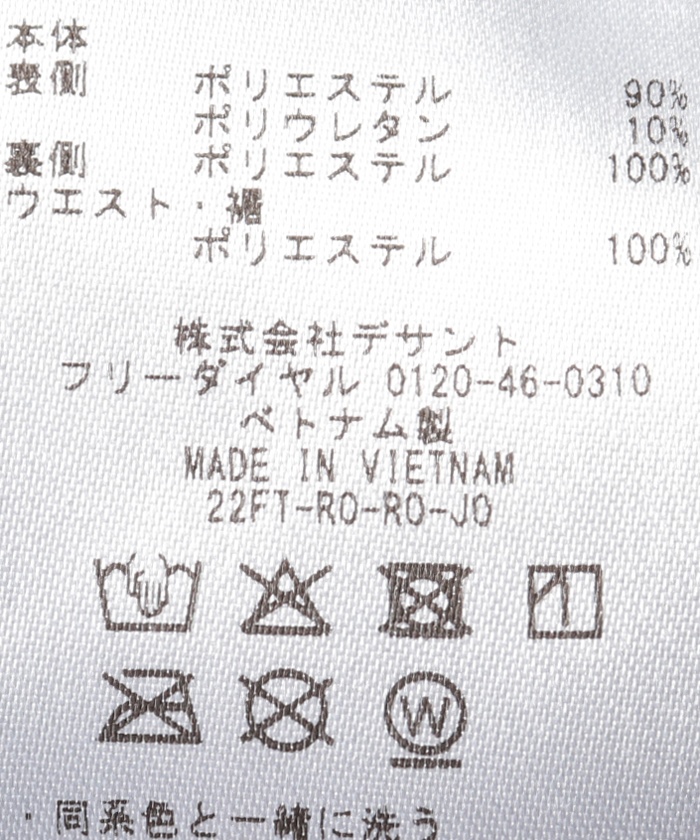 本体
表側 ポリエステル 90%
ポリウレタン 10%
裏側 ポリエステル 100%
ウエスト・裾
ポリエステル 100%
株式会社デサント
フリーダイヤル 0120-46-0310
ベトナム製
MADE IN VIETNAM
22FT-RO-RO-JO
W
・同系色と一緒に洗う